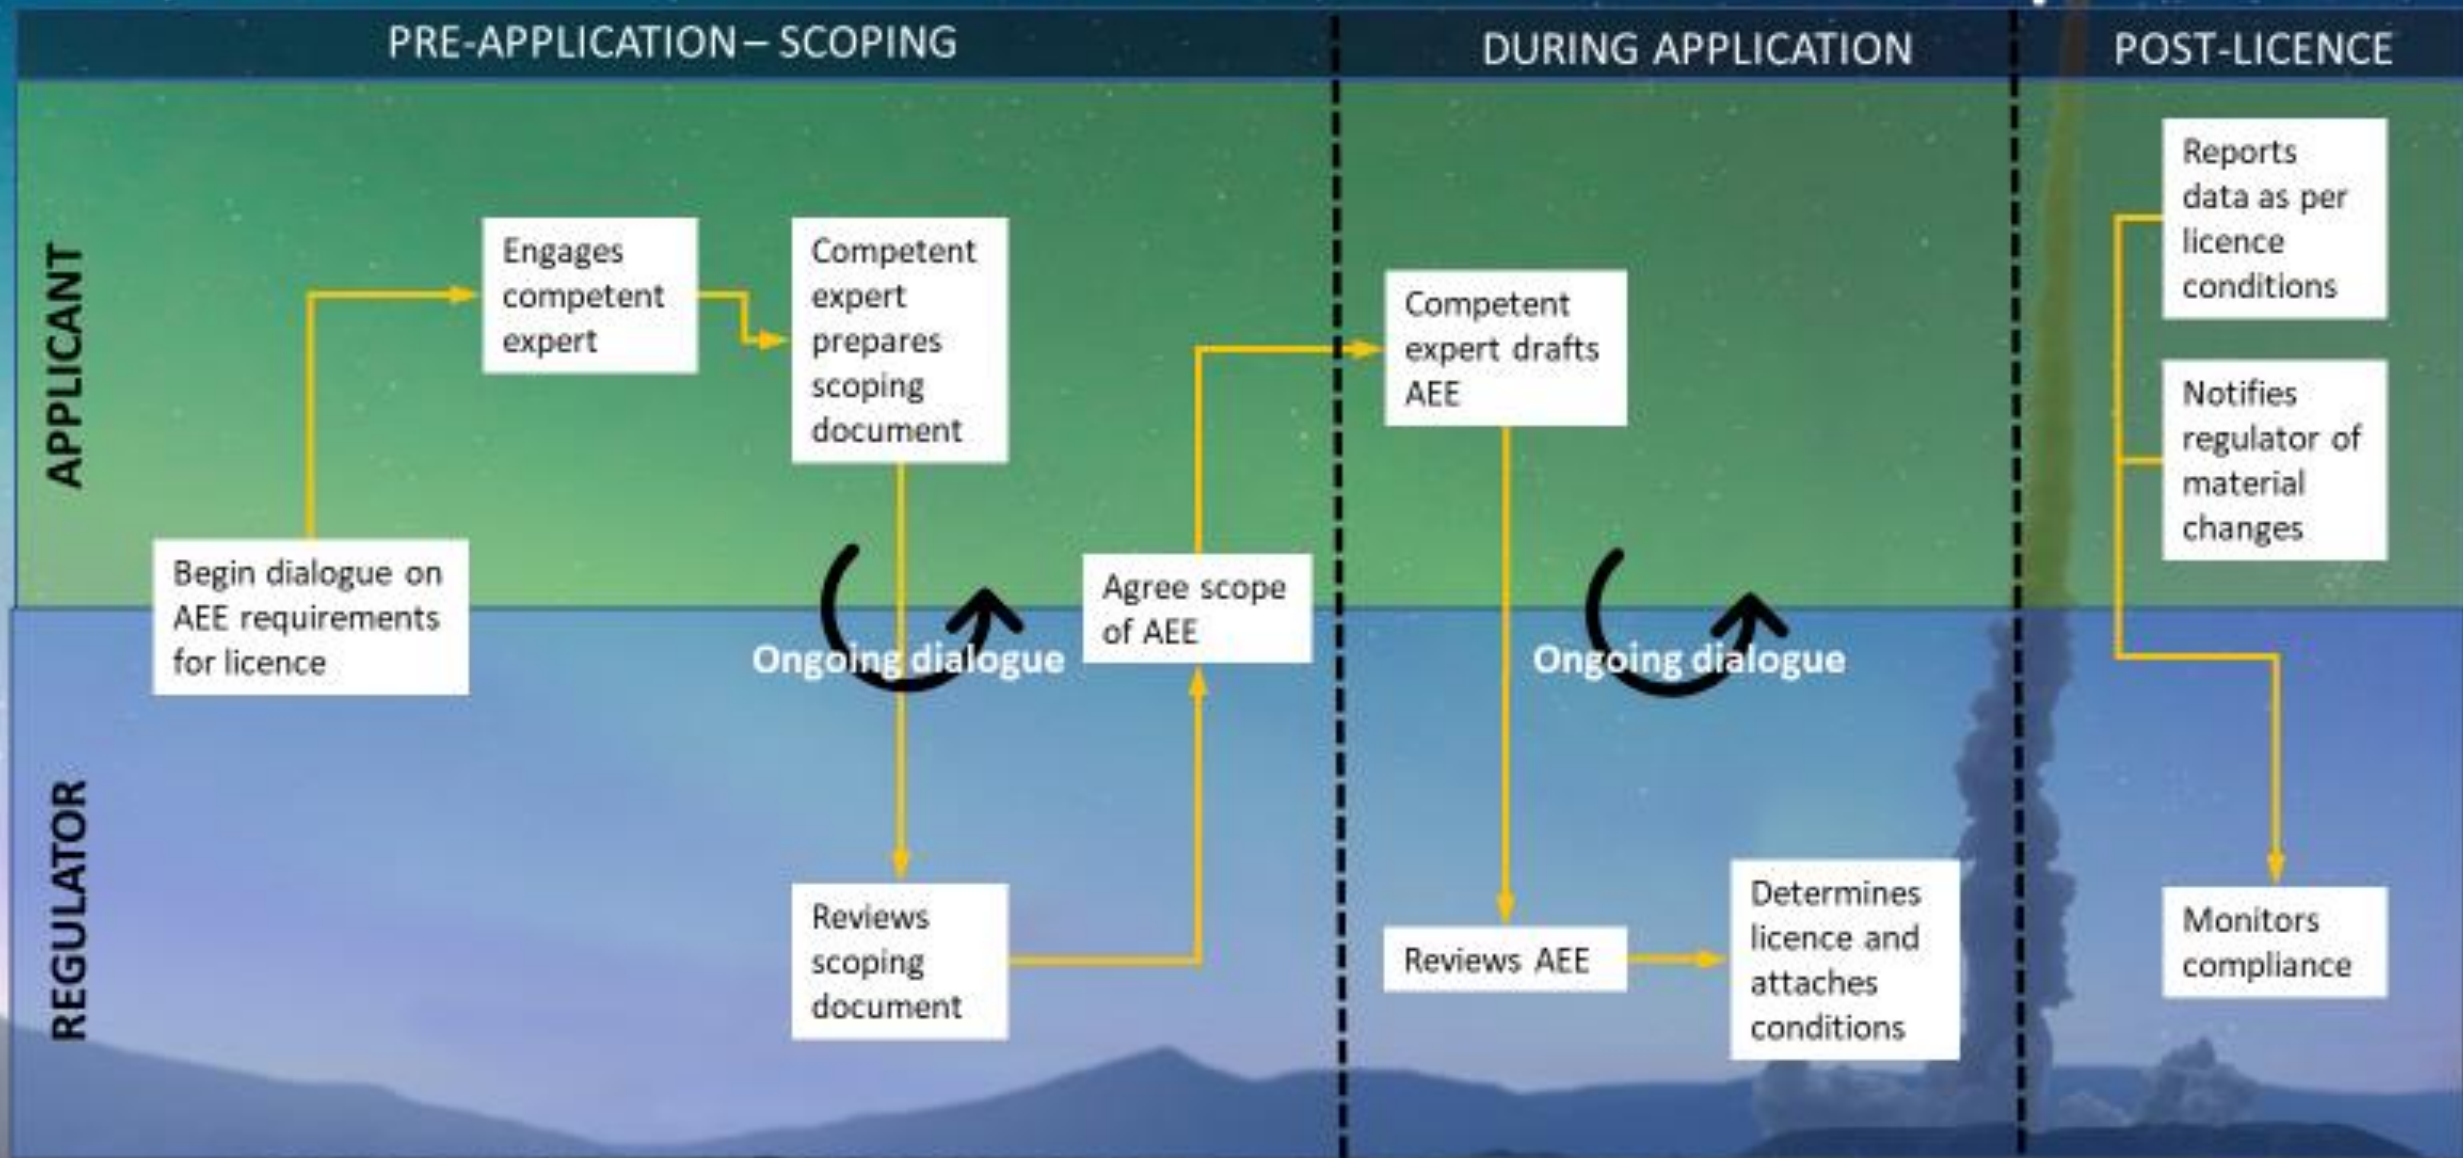 PRE-APPLICATION – SCOPING
DURING APPLICATION
POST-LICENCE
APPLICANT
Begin dialogue on
AEE requirements
for licence
Engages
competent
expert
Competent
expert
prepares
scoping
document
Ongoing dialogue
Agree scope
of AEE
Competent
expert drafts
AEE
Ongoing dialogue
Reports
data as per
licence
conditions
Notifies
regulator of
material
changes
REGULATOR
Reviews
scoping
document
Reviews AEE
Determines
licence and
attaches
conditions
Monitors
compliance